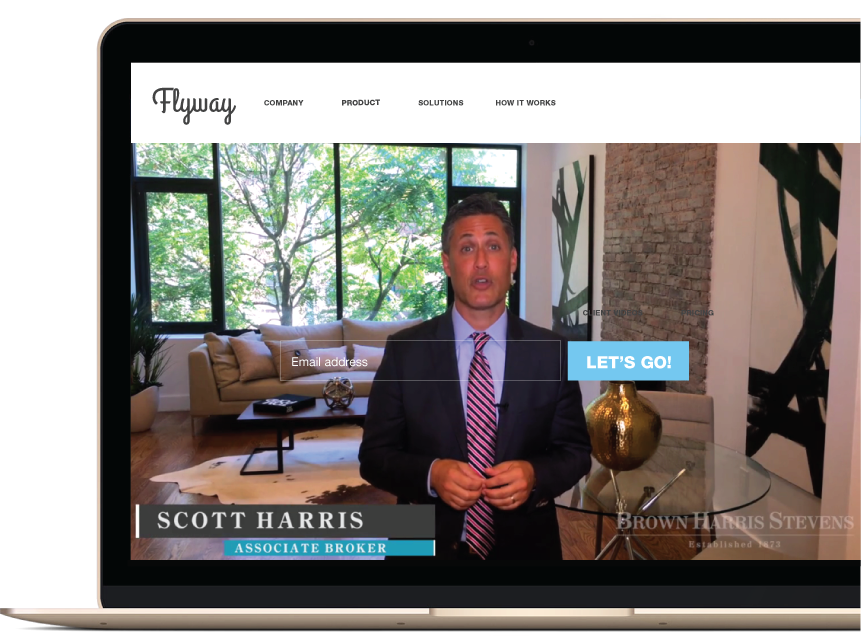 Flyway
COMPANY PRODUCT SOLUTIONS HOW IT WORKS
CLIENT
Email address LET'S GO!
SCOTT HARRIS
ASSOCIATE BROKER
BROWN HARRIS STEVENS
Established 1873